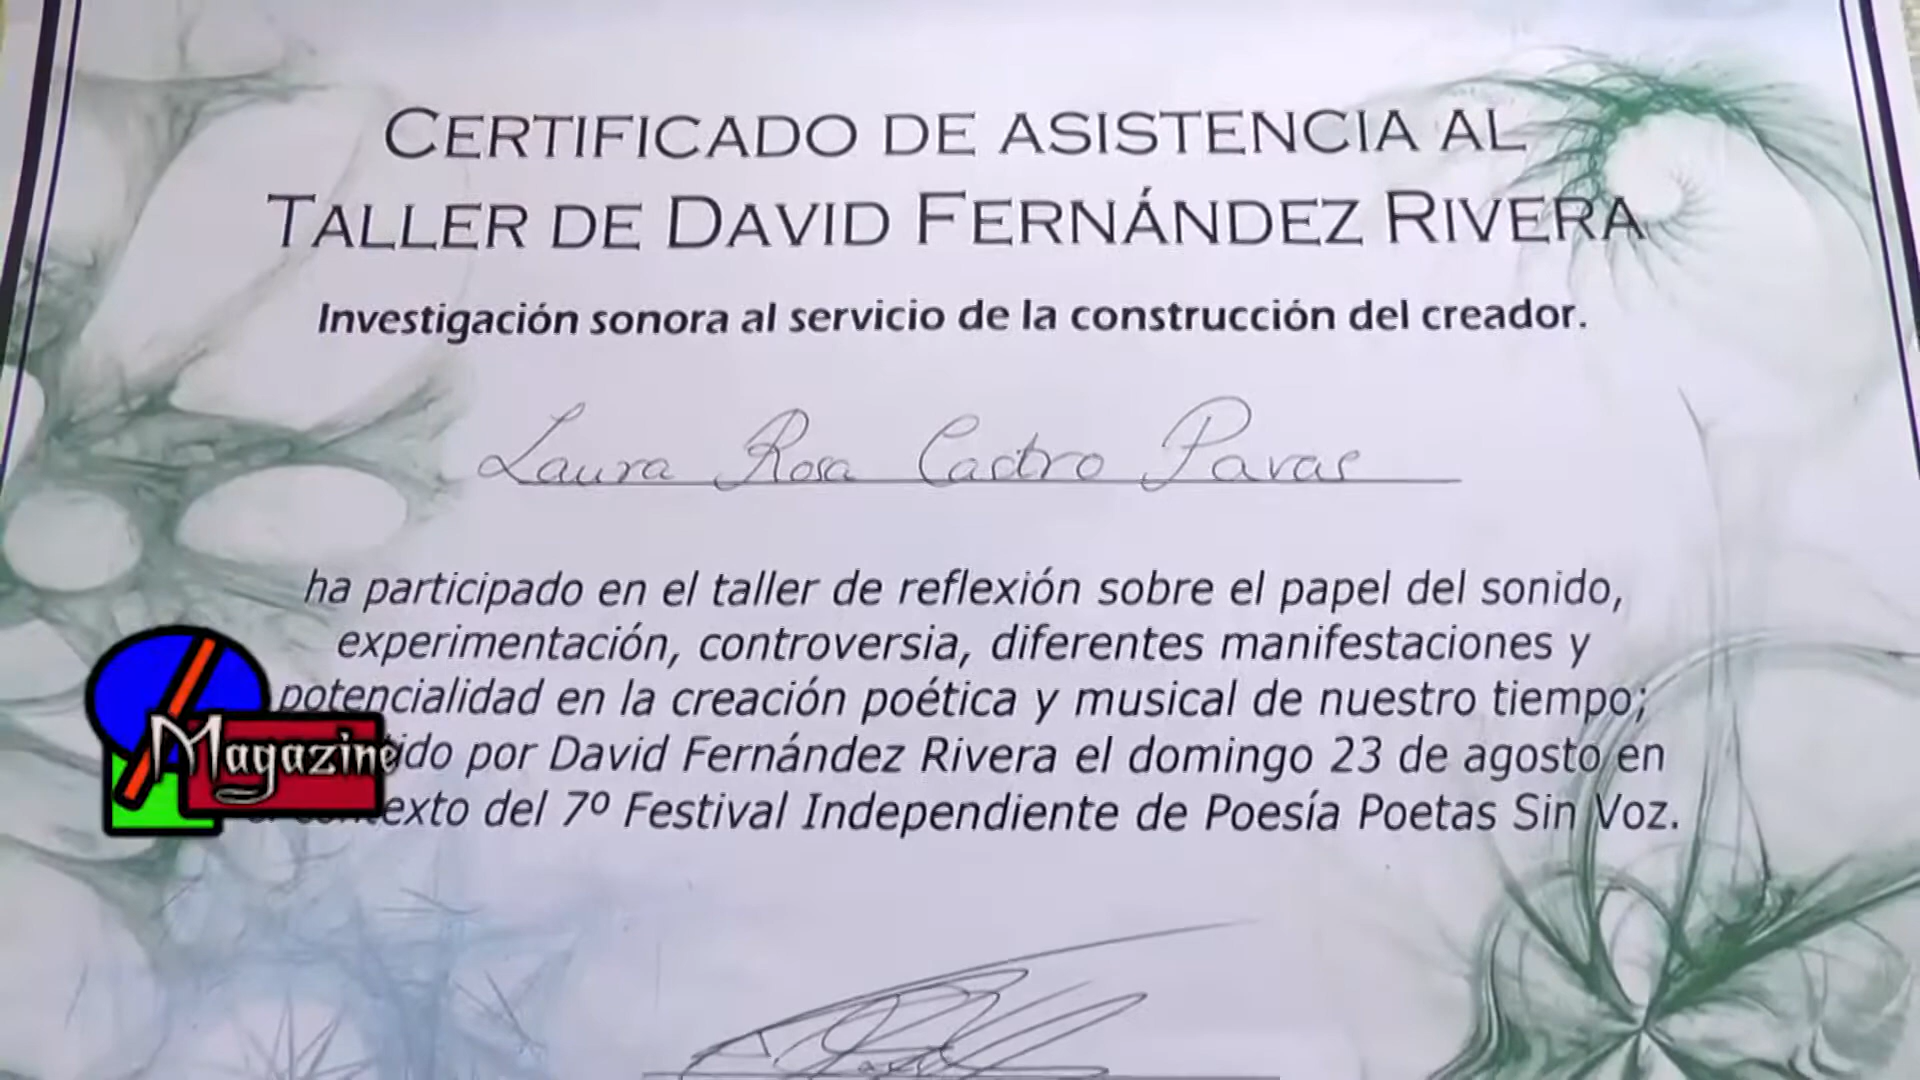 CERTIFICADO DE ASISTENCIA AL
TALLER DE DAVID FERNÁNDEZ RIVERA
Investigación sonora al servicio de la construcción del creador.
Laura Rosa Castro Pavas
ha participado en el taller de reflexión sobre el papel del sonido,
experimentación, controversia, diferentes manifestaciones y
potencialidad en la creación poética y musical de nuestro tiempo;
por David Fernández Rivera el domingo 23 de agosto en
del 7º Festival Independiente de Poesía Poetas Sin Voz.
Magazine